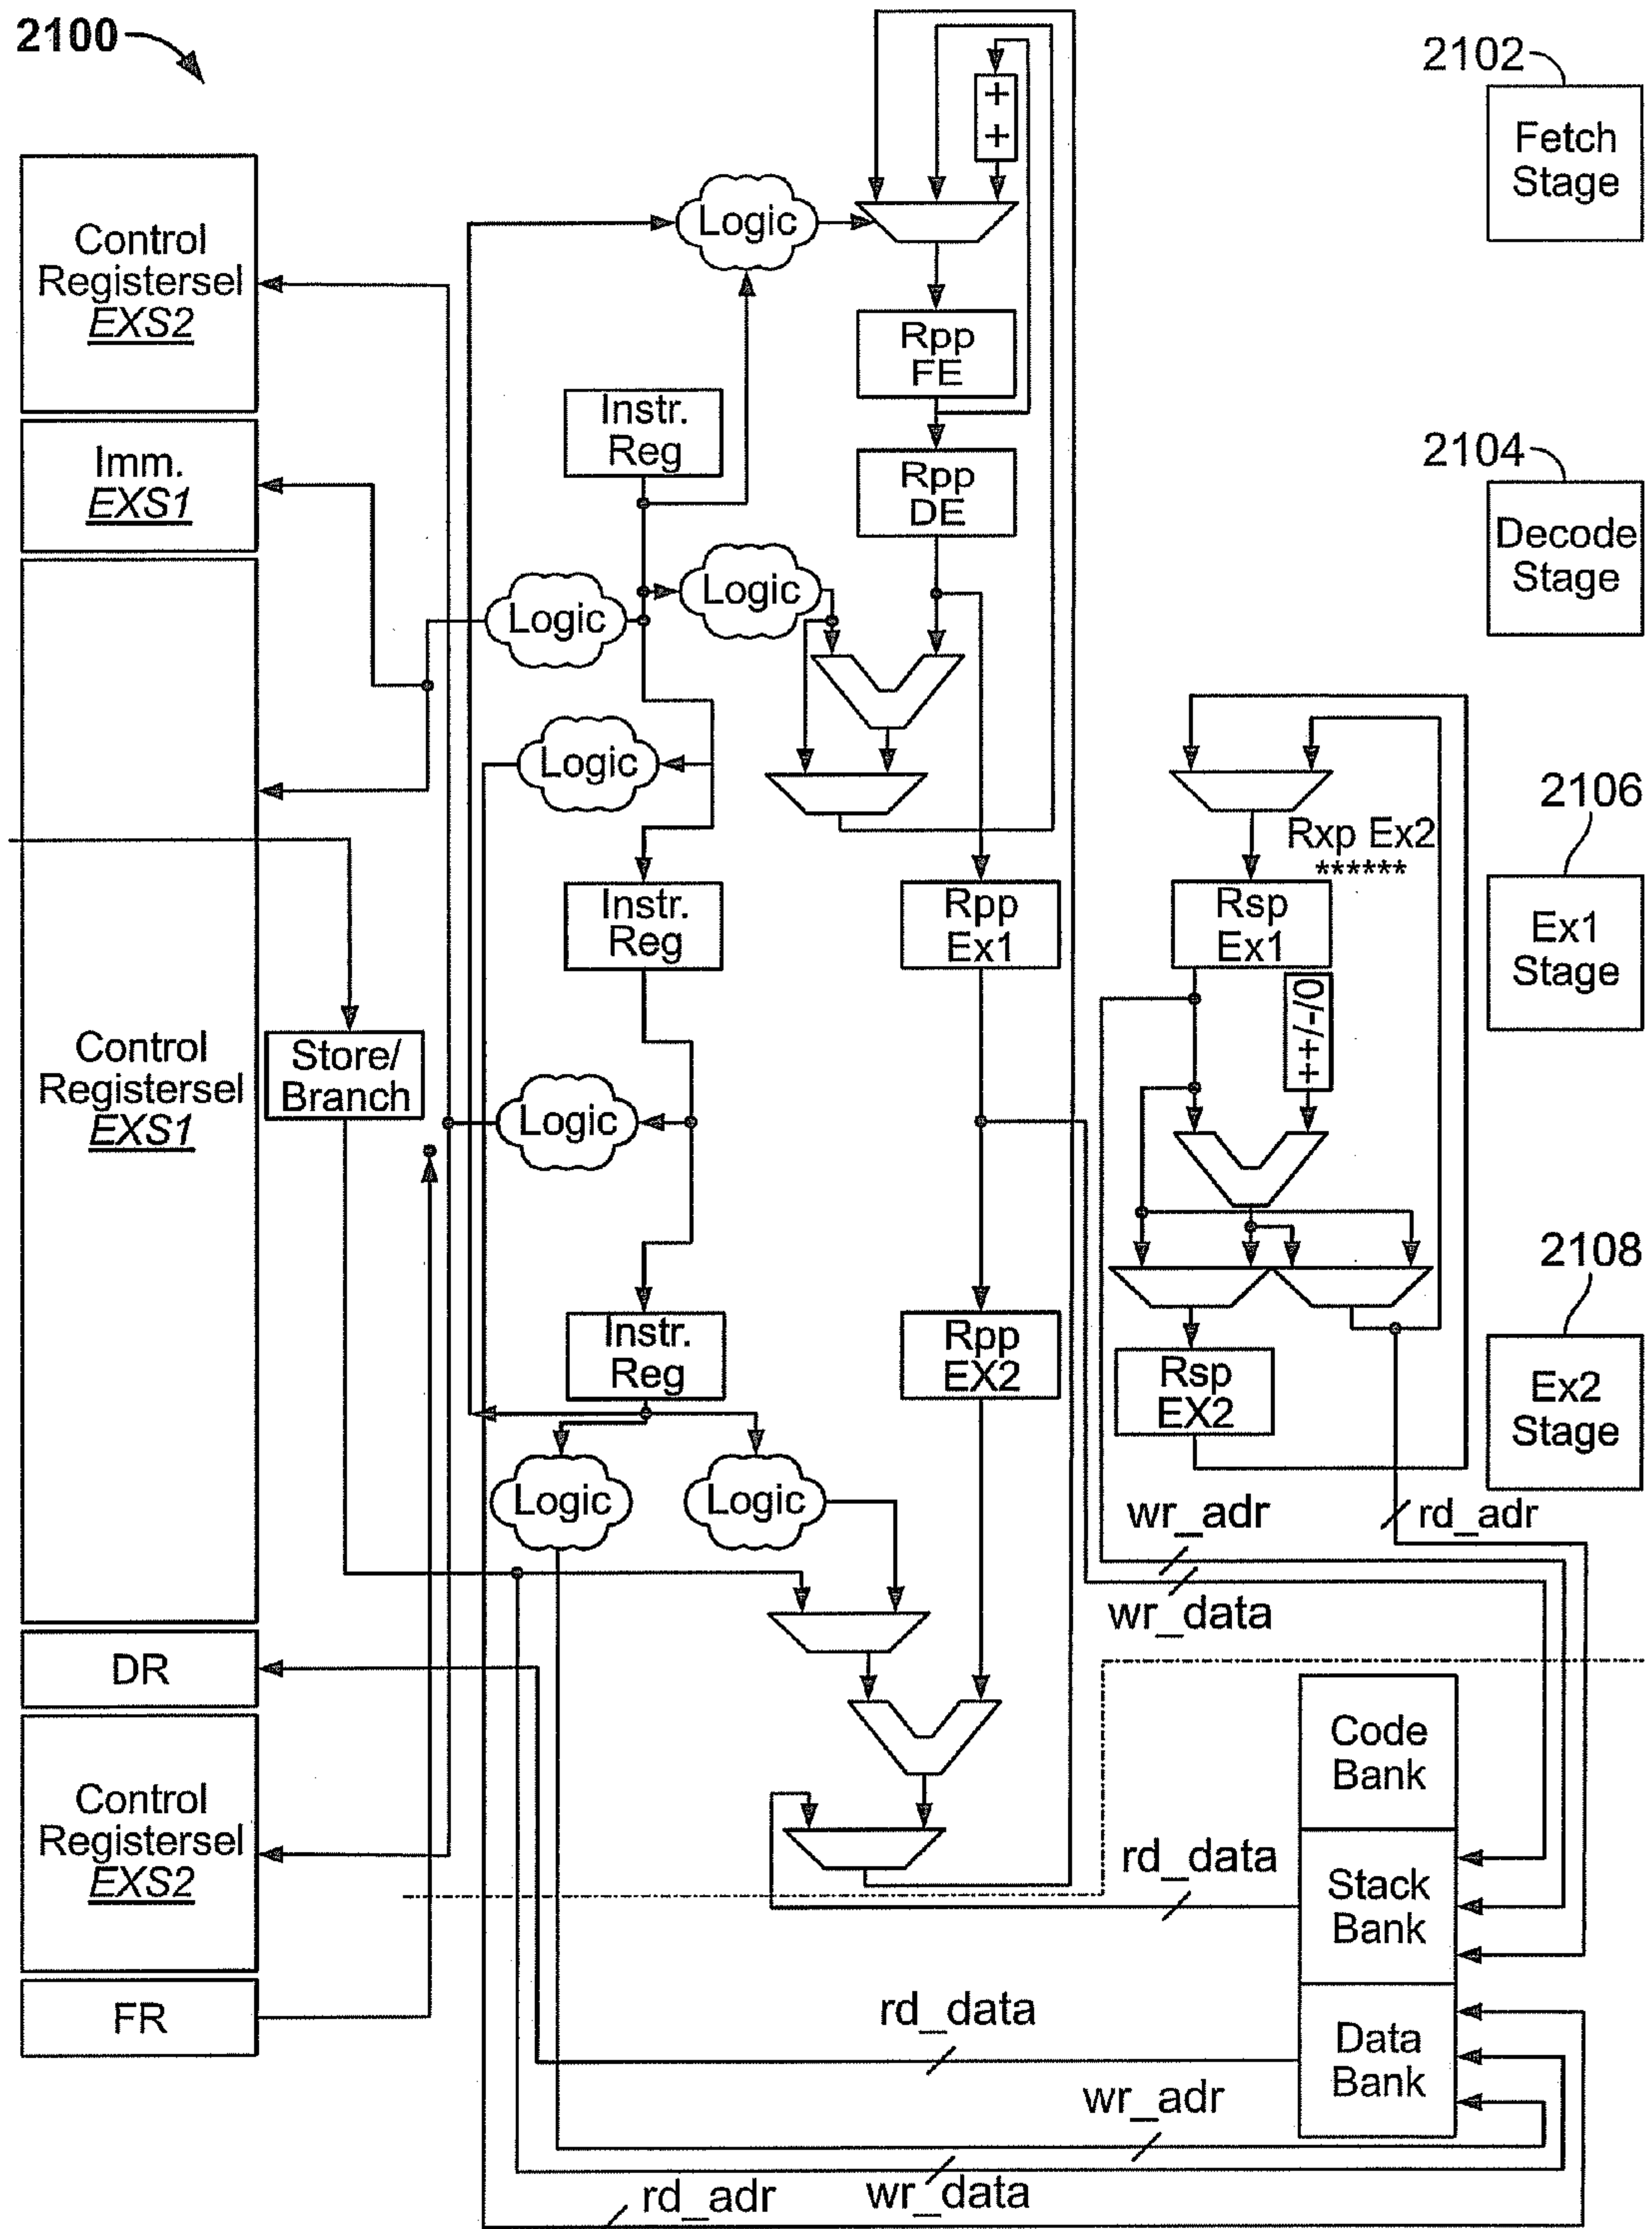 2100
2102
Fetch
Stage
2104
Decode
Stage
2106
Ex1
Stage
2108
Ex2
Stage
Control
Registersel
EXS2
Imm.
EXS1
Control
Registersel
EXS1
DR
Control
Registersel
EXS2
FR
Store/
Branch
Logic
+
+
Rpp
FE
Instr.
Reg
Rpp
DE
Logic
Logic
Logic
Instr.
Reg
Rpp
Ex1
Rxp Ex2
******
Rsp
Ex1
++/-/0
Logic
Instr.
Reg
Rpp
EX2
Rsp
EX2
Logic
Logic
wr_adr
rd_adr
wr_data
Code
Bank
Stack
Bank
Data
Bank
rd_data
rd_data
wr_adr
rd_adr
wr_data